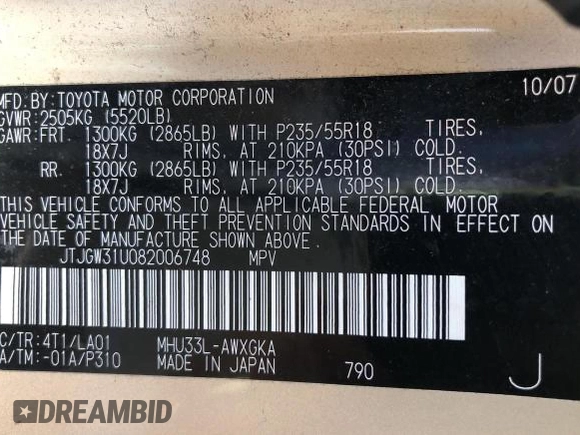 MFD. BY: TOYOTA MOTOR CORPORATION 10/07
GVWR: 2505KG (5520LB)
GAWR: FRT. 1300KG (2865LB) WITH P235/55R18 TIRES,
18X7J RIMS, AT 210KPA (30PSI) COLD.
RR. 1300KG (2865LB) WITH P235/55R18 TIRES,
18X7J RIMS, AT 210KPA (30PSI) COLD.
THIS VEHICLE CONFORMS TO ALL APPLICABLE FEDERAL MOTOR
VEHICLE SAFETY AND THEFT PREVENTION STANDARDS IN EFFECT ON
THE DATE OF MANUFACTURE SHOWN ABOVE.
JTJGW31U082006748 MPV
C/TR: 4T1/LA01 MHU33L-AWXGKA
A/TM: -01A/P310 MADE IN JAPAN 790 J
DREAMBID